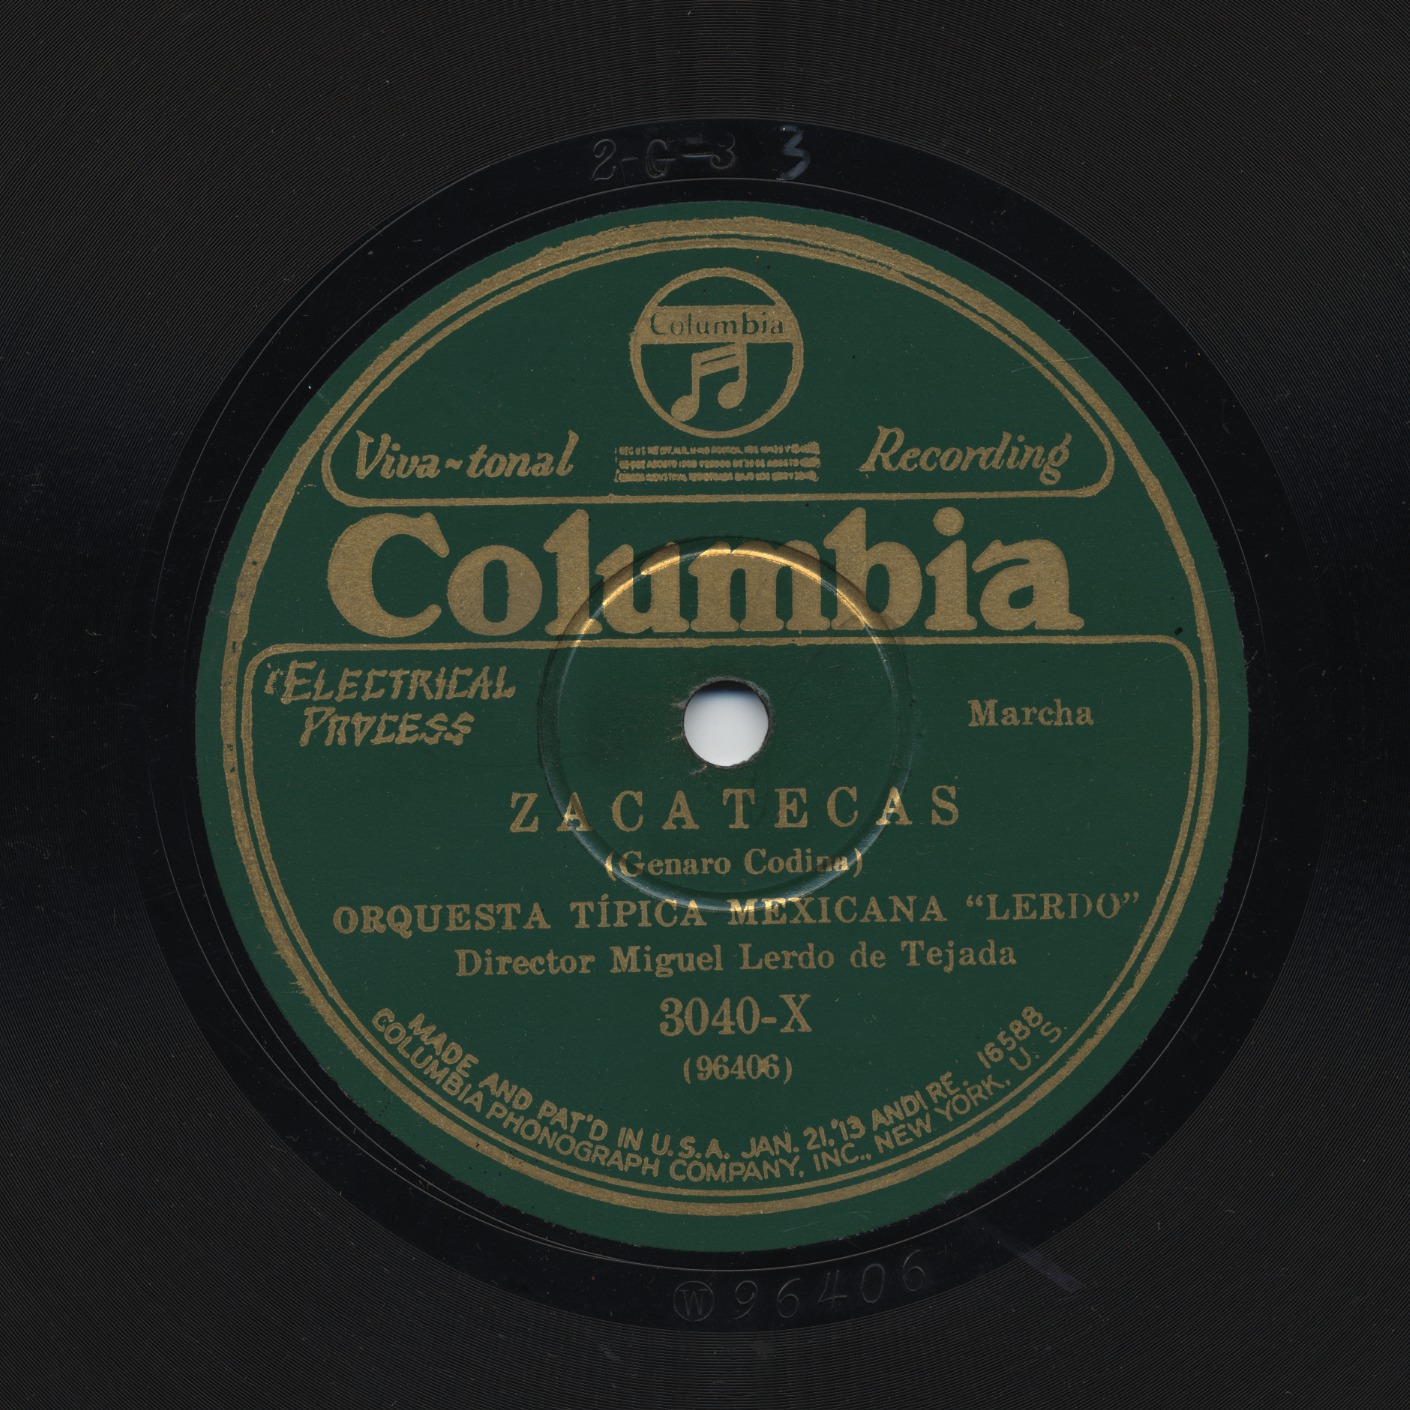 2-G-3 3
Columbia
Viva-tonal Recording
Columbia
ELECTRICAL
PROCESS
Marcha
ZACATECAS
(Genaro Codina)
ORQUESTA TÍPICA MEXICANA “LERDO”
Director Miguel Lerdo de Tejada
3040-X
(96406)
MADE AND PAT'D IN U.S.A. JAN. 21,'13 AND RE. 16588
COLUMBIA PHONOGRAPH COMPANY, INC., NEW YORK, U. S.
W 96406